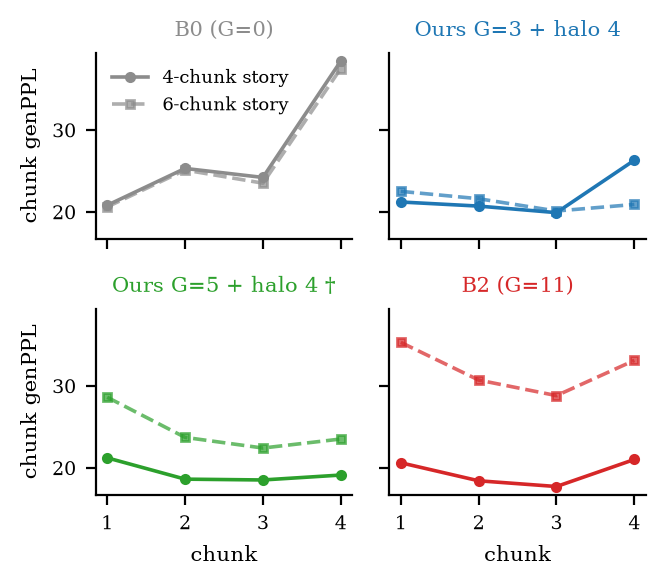 B0 (G=0)
Ours G=3 + halo 4
chunk genPPL
30
20
4-chunk story
6-chunk story
Ours G=5 + halo 4 †
B2 (G=11)
chunk genPPL
30
20
1 2 3 4
1 2 3 4
chunk
chunk